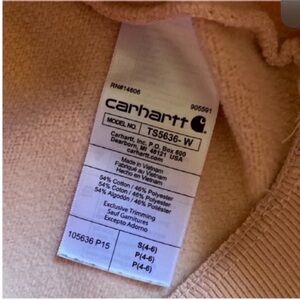 RN#14806 905591
carhartt
MODEL NO. TS5636-W
Carhartt, Inc. P.O. Box 600
Dearborn, MI 48121 USA
carhartt.com
Made in Vietnam
Fabriqué au Vietnam
Hecho en Vietnam
54% Cotton / 46% Polyester
54% Coton / 46% Polyester
54% Algodón / 46% Poliéster
Exclusive Trimming
Sauf Garnitures
Excepto Adorno
105636 P15
S(4-6)
P(4-6)
P(4-6)